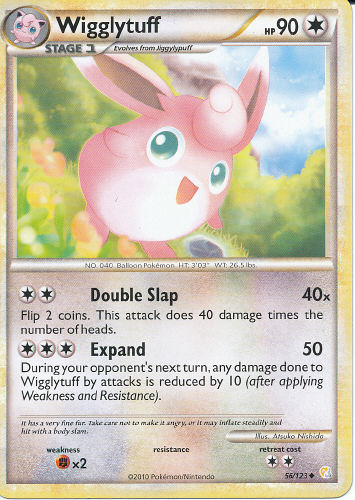 Wigglytuff HP 90
STAGE 1 Evolves from Jigglypuff
NO. 040 Balloon Pokémon. HT: 3'03" WT: 26.5 lbs.
Double Slap 40x
Flip 2 coins. This attack does 40 damage times
the number of heads.
Expand 50
During your opponent's next turn, any damage done to
Wigglytuff by attacks is reduced by 10 (after applying
Weakness and Resistance).
It has a very fine fur. Take care not to make it angry, or it may inflate steadily and
hit with a body slam.
Illus. Atsuko Nishida
weakness resistance retreat cost
x2
©2010 Pokémon/Nintendo 56/123